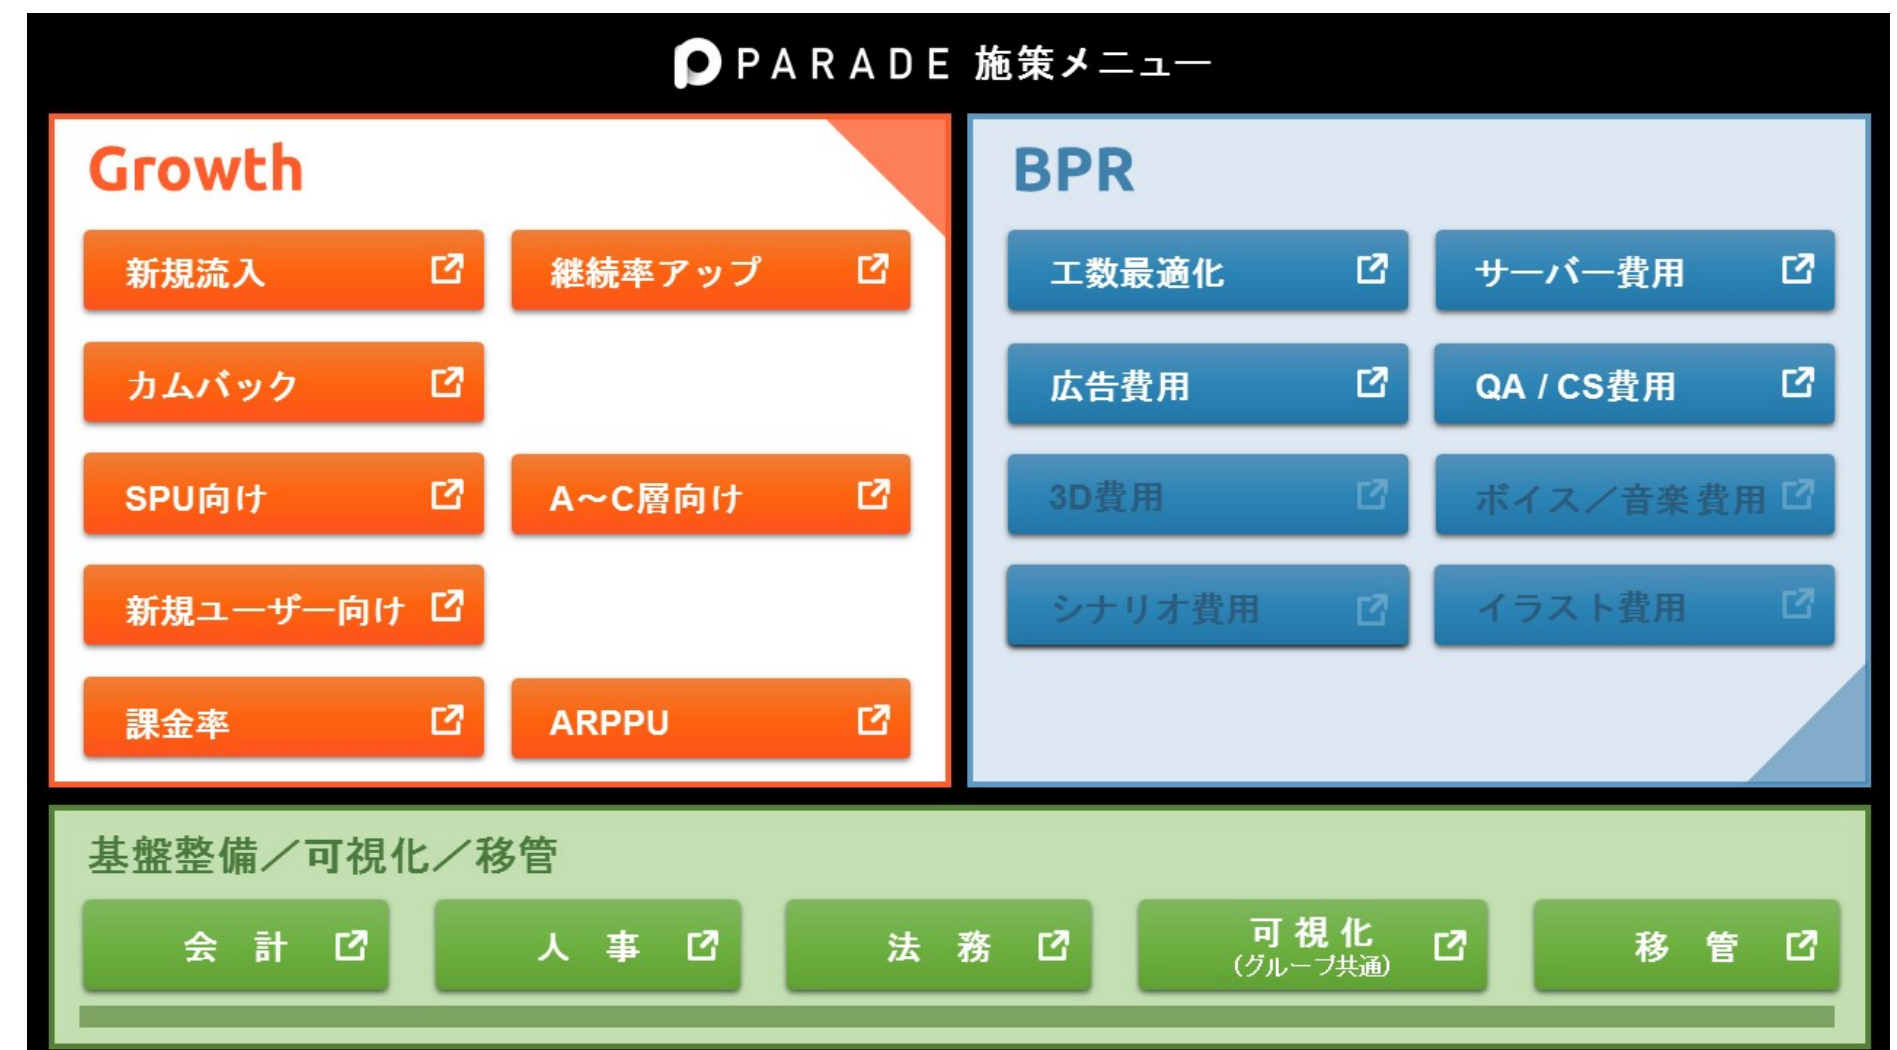 PARADE 施策メニュー
Growth
新規流入
継続率アップ
カムバック
SPU向け
A〜C層向け
新規ユーザー向け
課金率
ARPPU
BPR
工数最適化
サーバー費用
広告費用
QA / CS費用
3D費用
ボイス／音楽費用
シナリオ費用
イラスト費用
基盤整備／可視化／移管
会計
人事
法務
可視化
(グループ共通)
移管